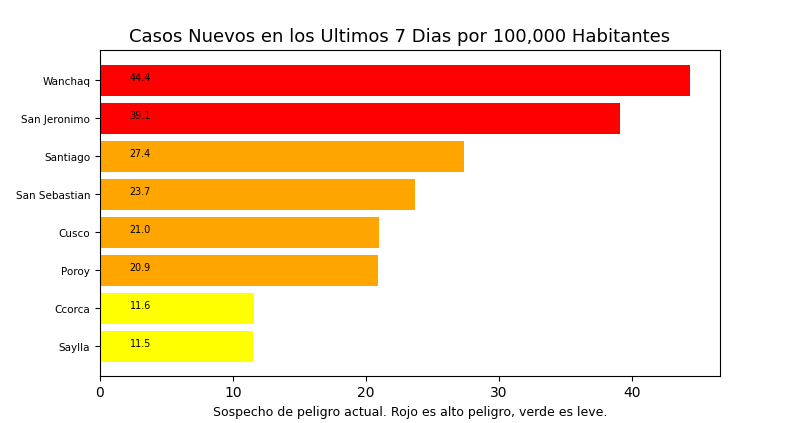 Casos Nuevos en los Ultimos 7 Dias por 100,000 Habitantes
Wanchaq 44.4
San Jeronimo 39.1
Santiago 27.4
San Sebastian 23.7
Cusco 21.0
Poroy 20.9
Ccorca 11.6
Saylla 11.5
0 10 20 30 40
Sospecho de peligro actual. Rojo es alto peligro, verde es leve.